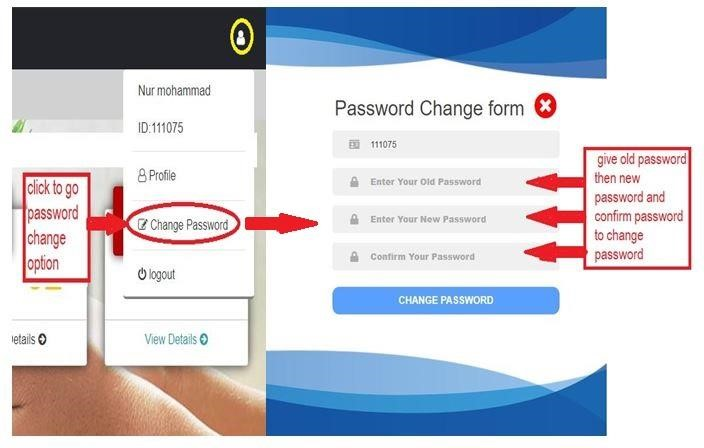 Nur mohammad
ID:111075
Profile
Change Password
logout
click to go
password
change
option
etails
View Details
Password Change form
111075
Enter Your Old Password
Enter Your New Password
Confirm Your Password
CHANGE PASSWORD
give old password
then new
password and
confirm password
to change
password